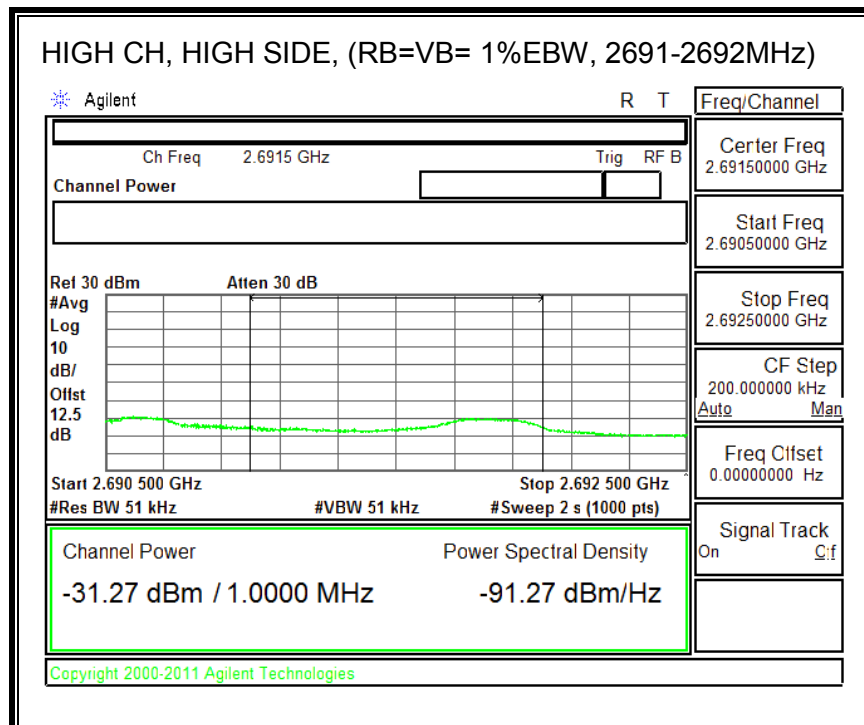 HIGH CH, HIGH SIDE, (RB=VB= 1%EBW, 2691-2692MHz)
Agilent R T
Freq/Channel
Ch Freq 2.6915 GHz Trig RF B
Channel Power
Center Freq
2.69150000 GHz
Start Freq
2.69050000 GHz
Stop Freq
2.69250000 GHz
CF Step
200.000000 kHz
Auto Man
Freq Offset
0.00000000 Hz
Signal Track
On Off
Ref 30 dBm Atten 30 dB
#Avg
Log
10
dB/
Offst
12.5
dB
Start 2.690 500 GHz Stop 2.692 500 GHz
#Res BW 51 kHz #VBW 51 kHz #Sweep 2 s (1000 pts)
Channel Power Power Spectral Density
-31.27 dBm / 1.0000 MHz -91.27 dBm/Hz
Copyright 2000-2011 Agilent Technologies